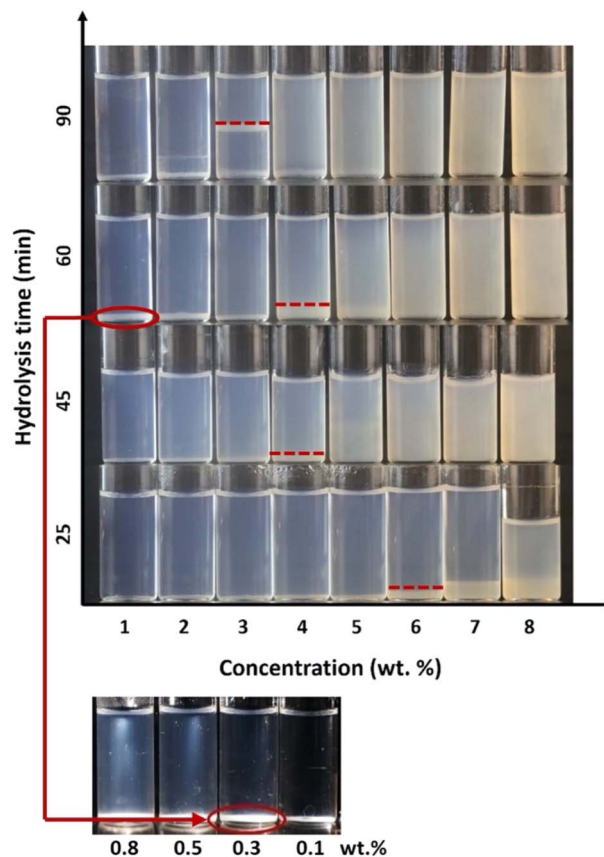 90
60
45
25
Hydrolysis time (min)
1 2 3 4 5 6 7 8
Concentration (wt. %)
0.8 0.5 0.3 0.1 wt.%